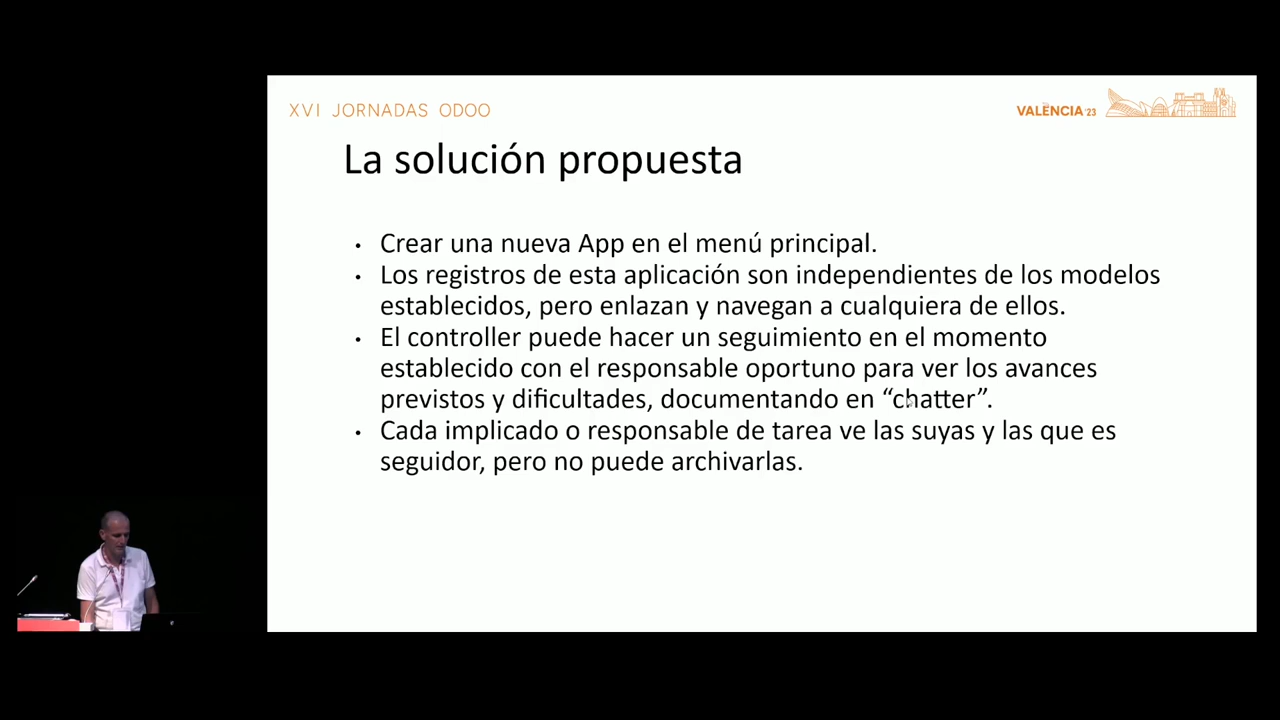 XVI JORNADAS ODOO
VALÈNCIA '23
La solución propuesta
• Crear una nueva App en el menú principal.
• Los registros de esta aplicación son independientes de los modelos
establecidos, pero enlazan y navegan a cualquiera de ellos.
• El controller puede hacer un seguimiento en el momento
establecido con el responsable oportuno para ver los avances
previstos y dificultades, documentando en “chatter”.
• Cada implicado o responsable de tarea ve las suyas y las que es
seguidor, pero no puede archivarlas.